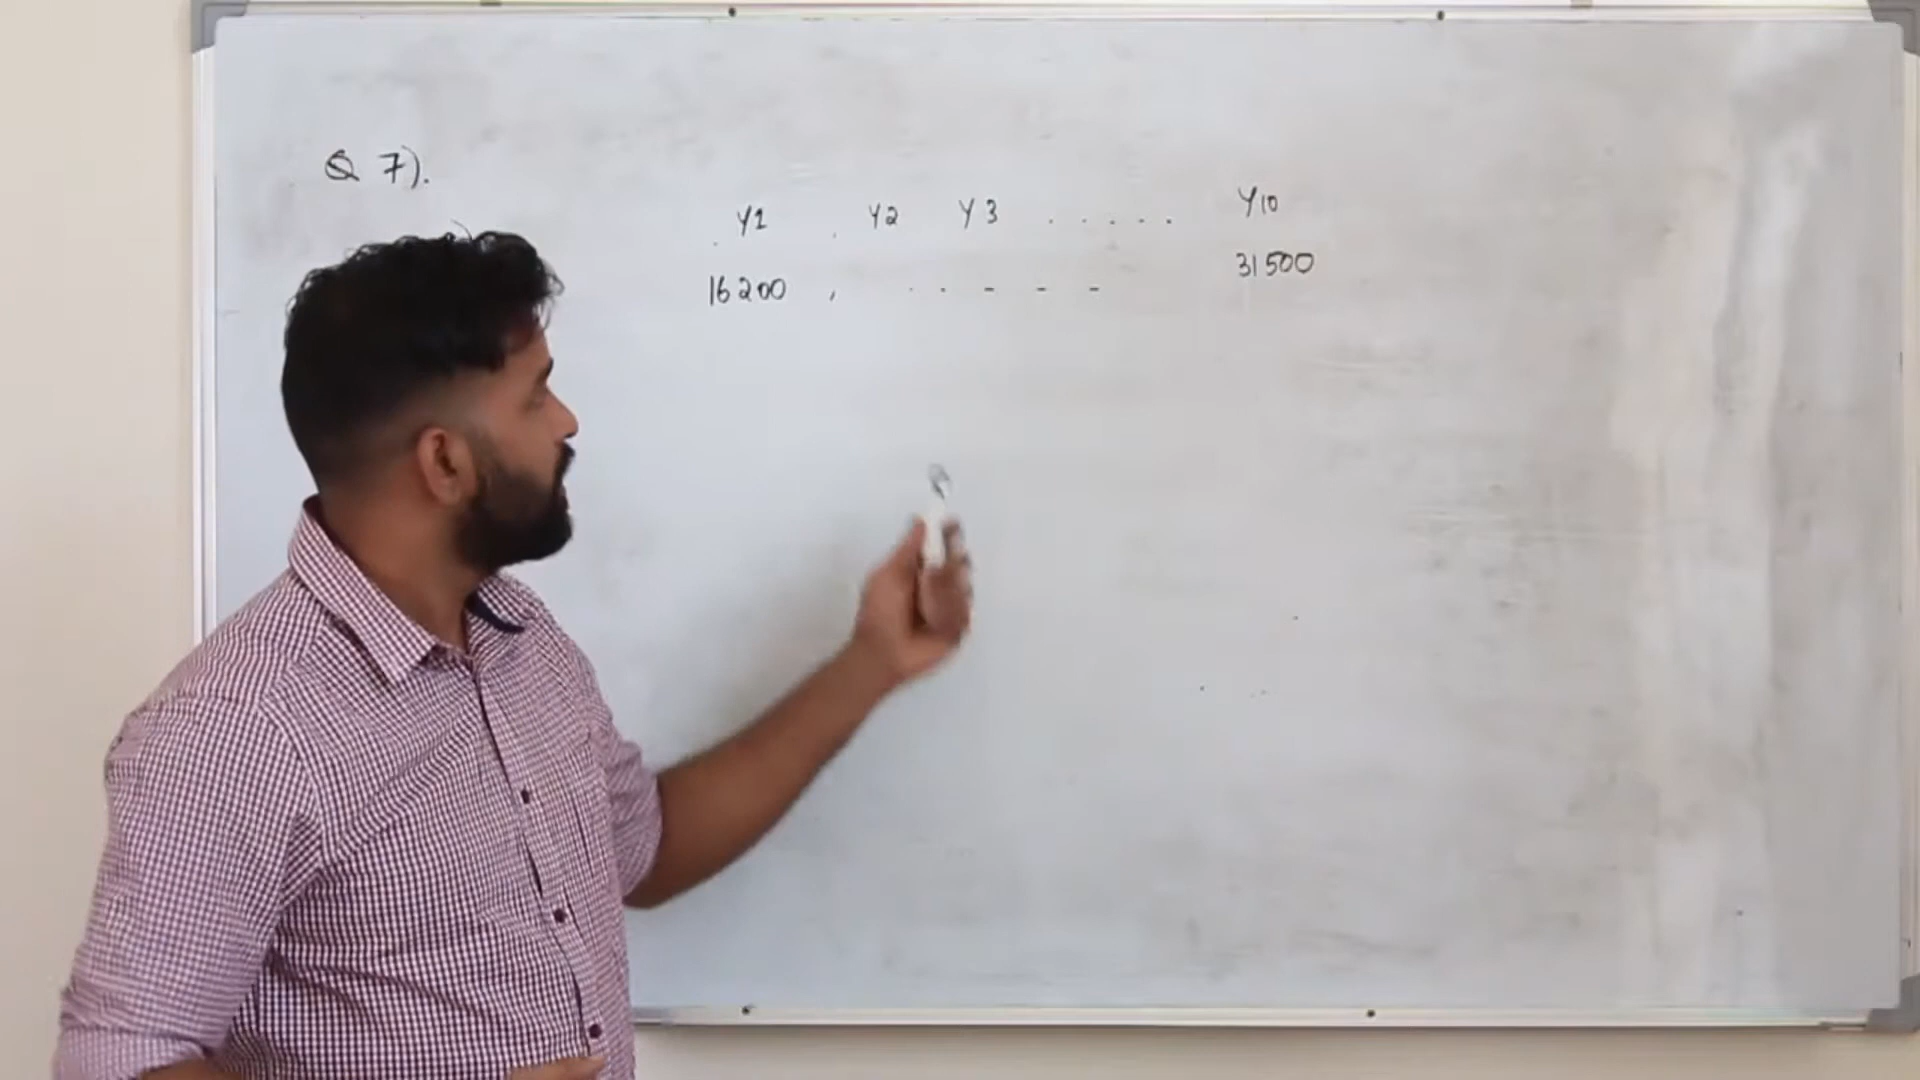 Q 7).
Y1 , Y2 Y3 . . . . . Y10
16200 , . . - - - 31500